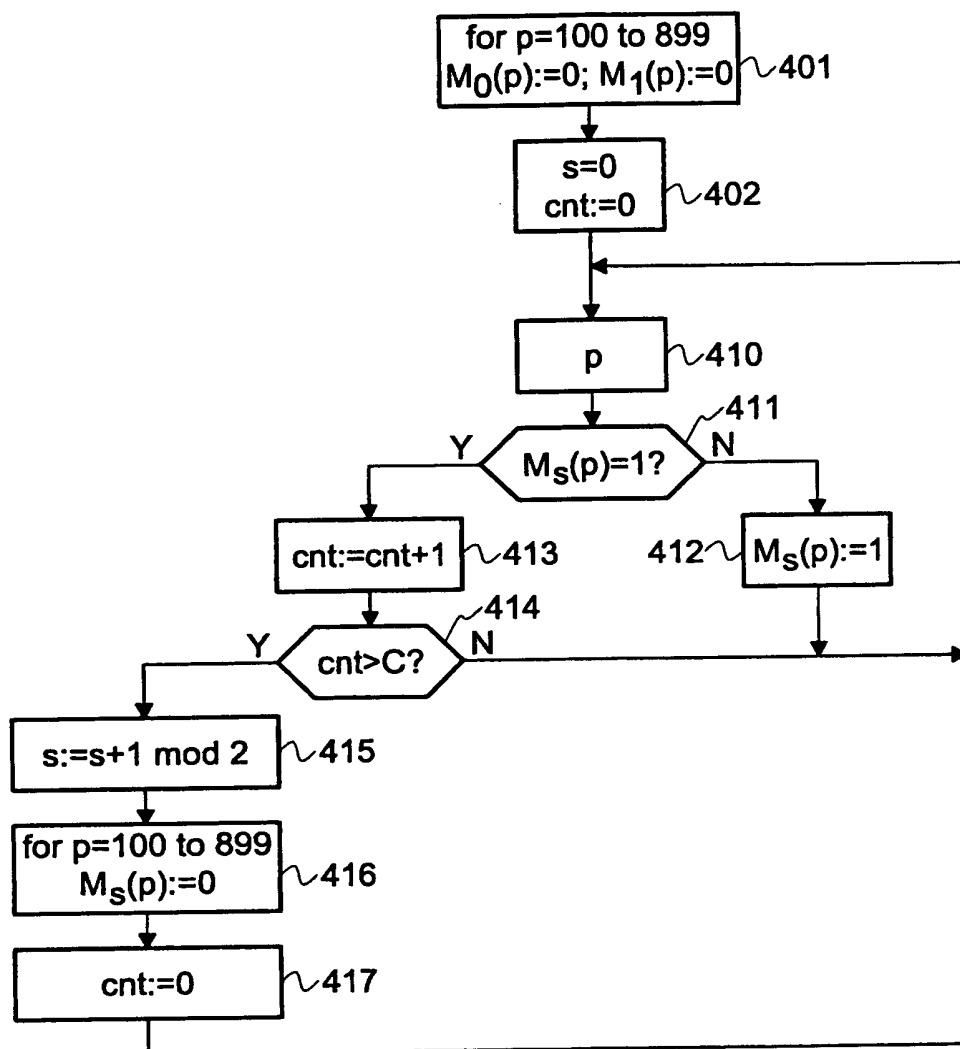 for p=100 to 899
M₀(p):=0; M₁(p):=0
401
s=0
cnt:=0
402
p
410
411
Y
N
Mₛ(p)=1?
cnt:=cnt+1
413
412
Mₛ(p):=1
414
Y
N
cnt>C?
s:=s+1 mod 2
415
for p=100 to 899
Mₛ(p):=0
416
cnt:=0
417